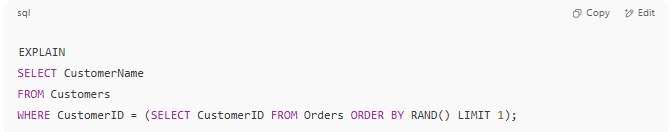 sql
Copy
Edit
EXPLAIN
SELECT CustomerName
FROM Customers
WHERE CustomerID = (SELECT CustomerID FROM Orders ORDER BY RAND() LIMIT 1);